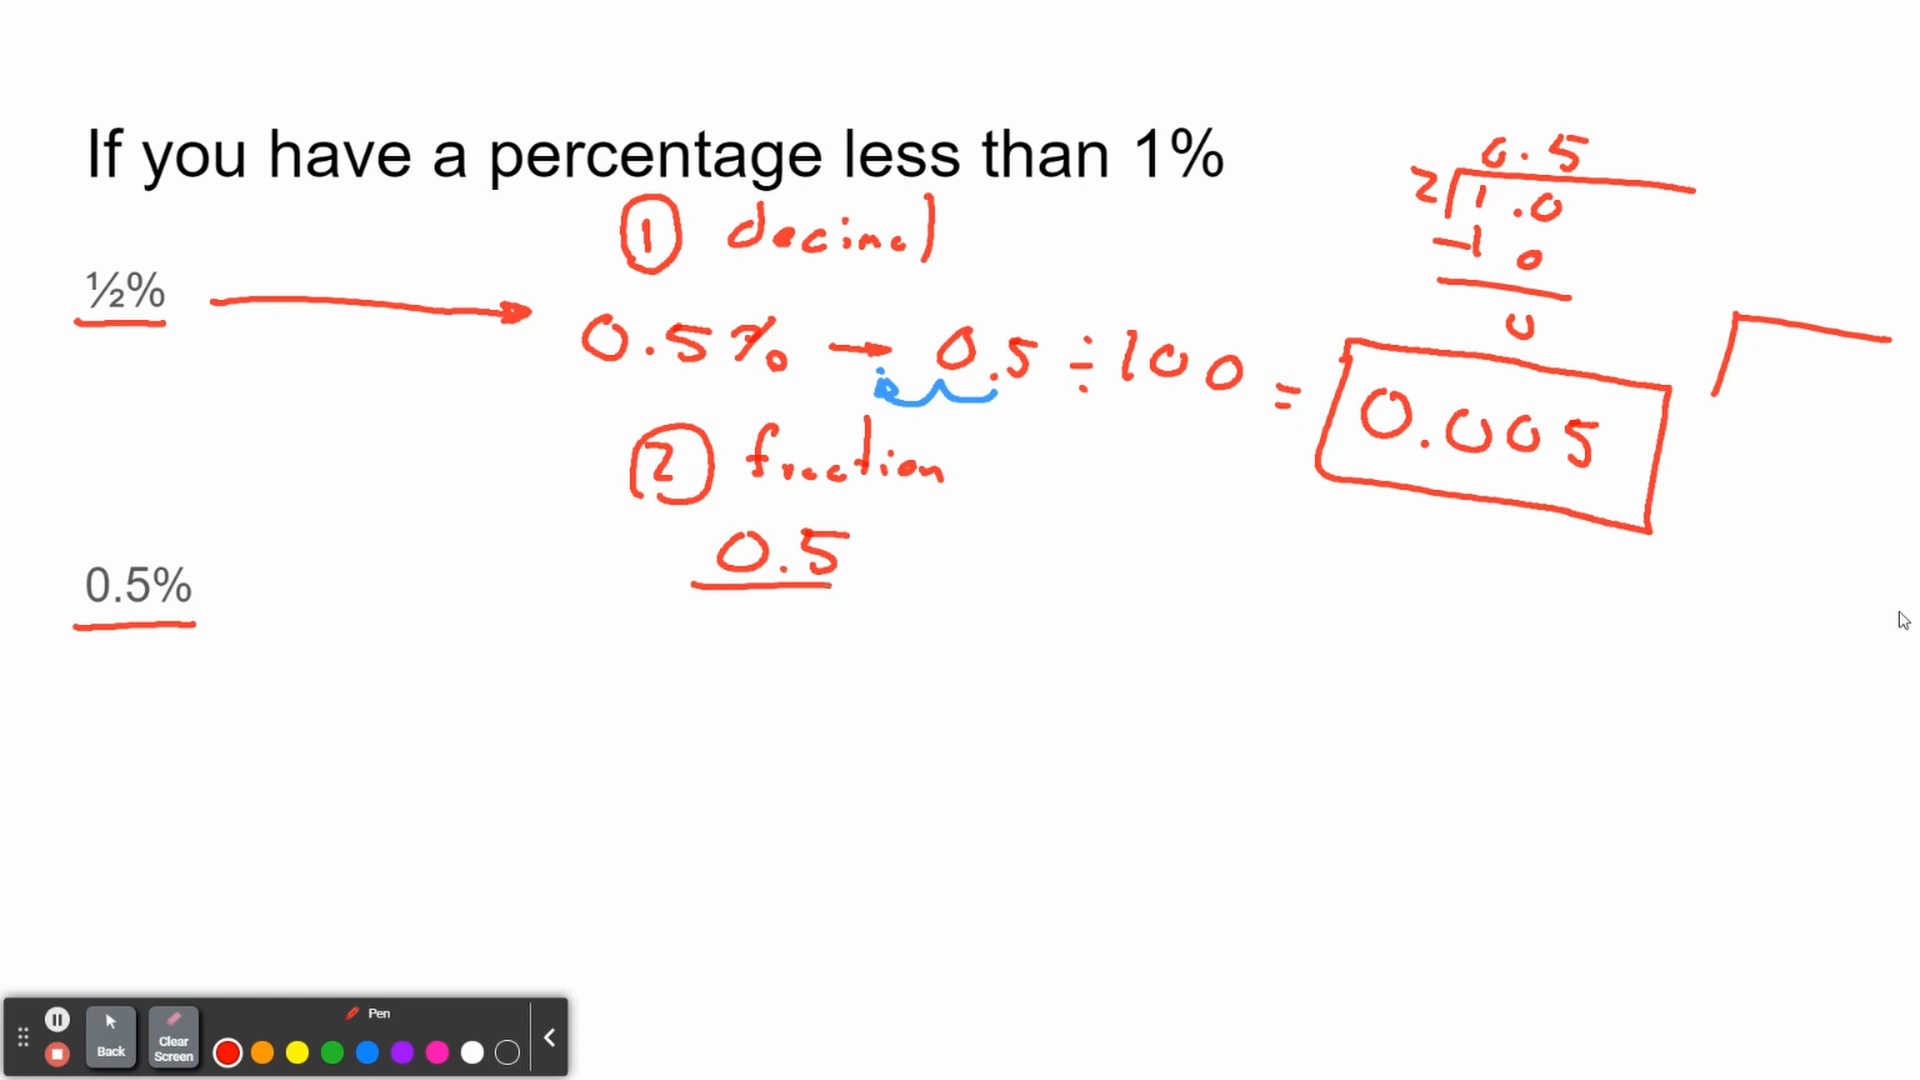 If you have a percentage less than 1%
① decimal
½%
0.5% → 0.5 ÷ 100 = 0.005
② fraction
0.5
0.5%
0.5
2 1.0
-1 0
0
Pen
Back
Clear
Screen